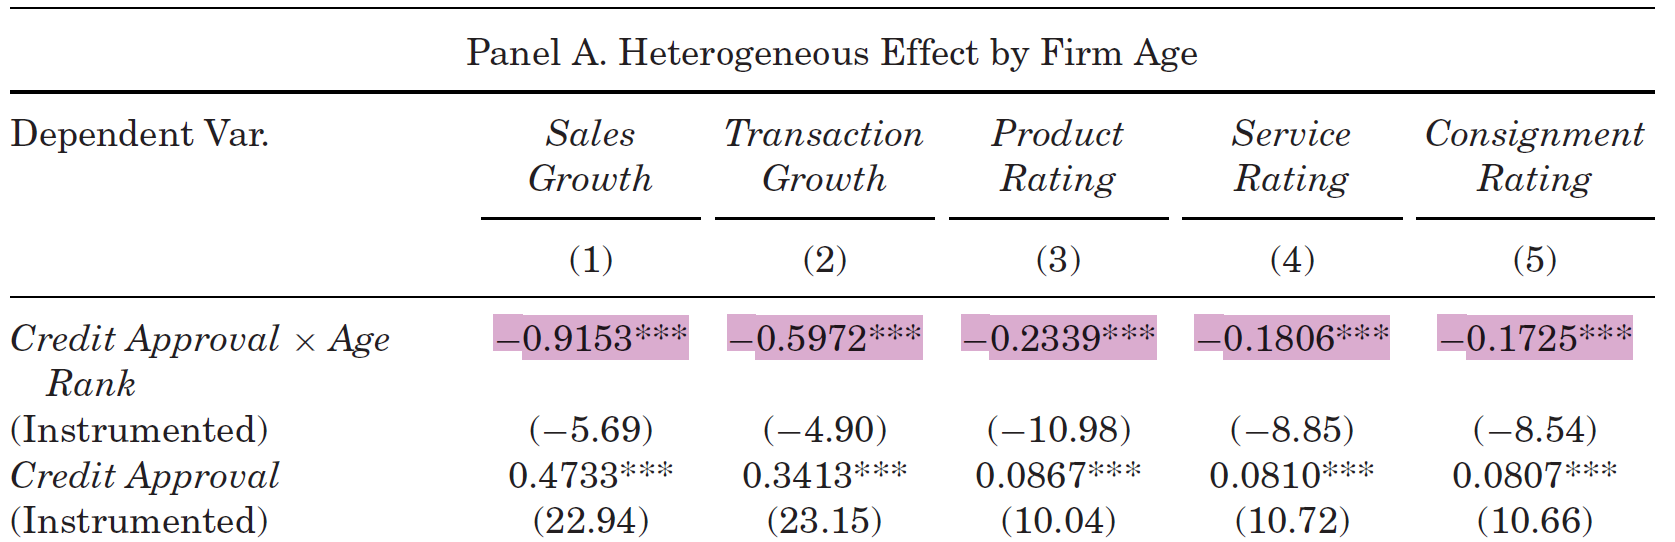 Panel A. Heterogeneous Effect by Firm Age
Dependent Var. Sales Growth Transaction Growth Product Rating Service Rating Consignment Rating
(1) (2) (3) (4) (5)
Credit Approval × Age Rank −0.9153*** −0.5972*** −0.2339*** −0.1806*** −0.1725***
(Instrumented) (−5.69) (−4.90) (−10.98) (−8.85) (−8.54)
Credit Approval 0.4733*** 0.3413*** 0.0867*** 0.0810*** 0.0807***
(Instrumented) (22.94) (23.15) (10.04) (10.72) (10.66)